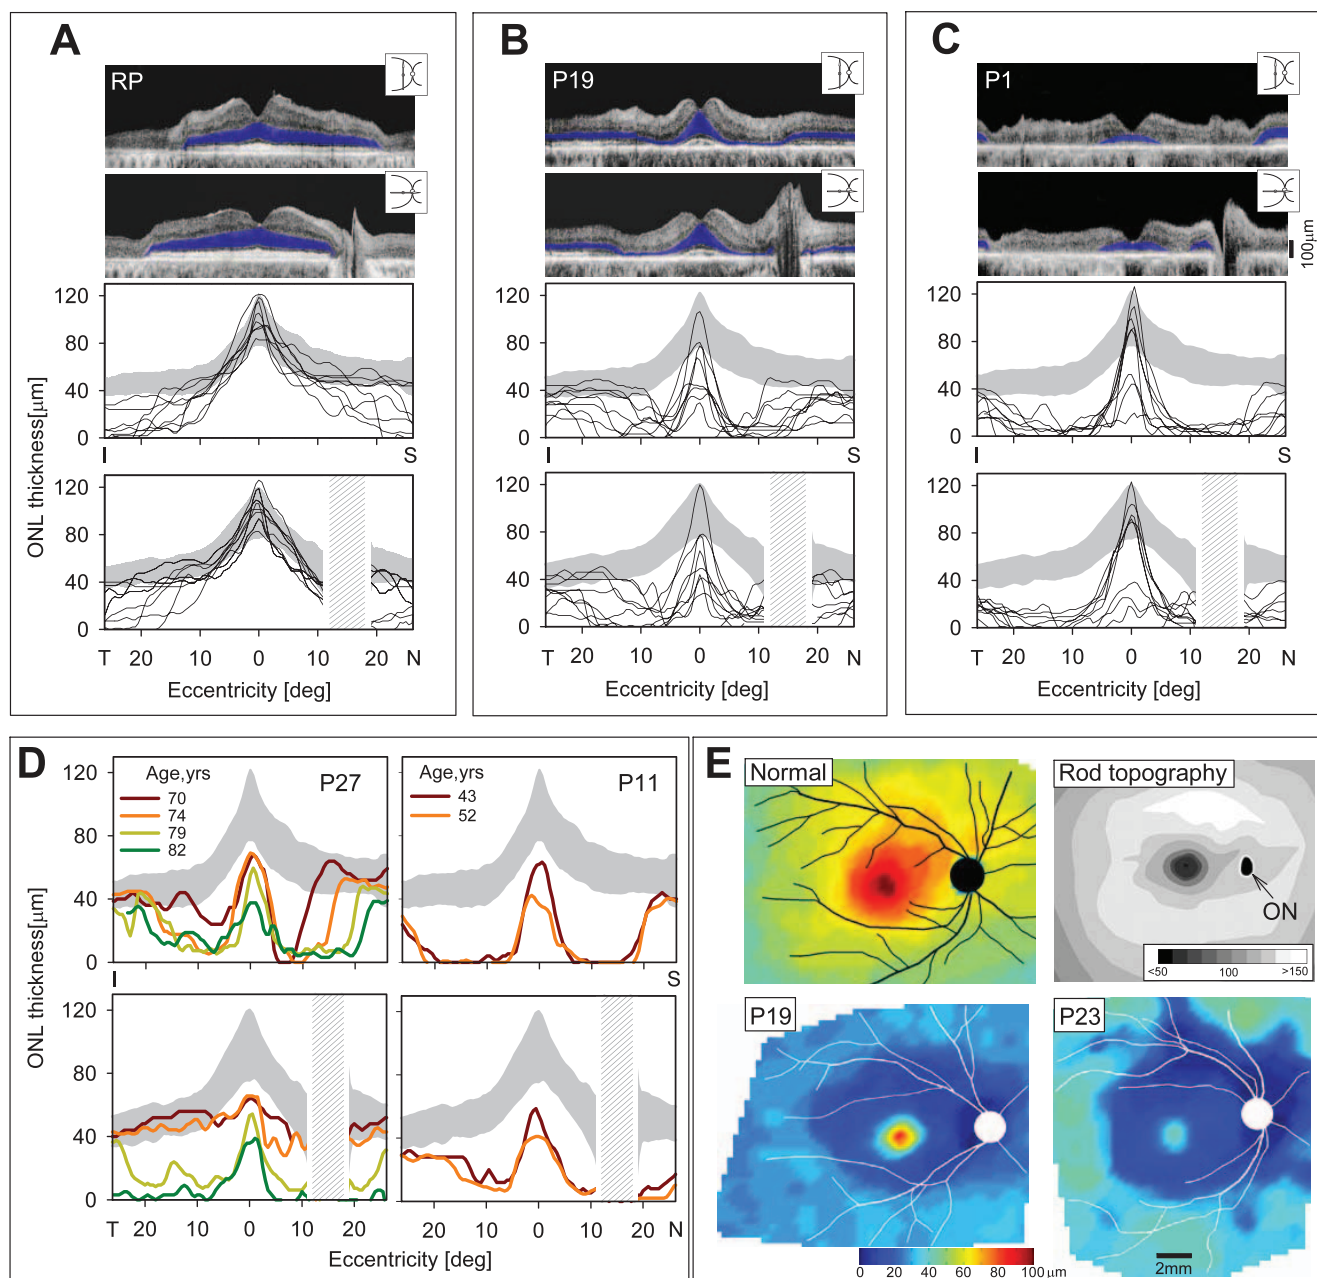 A
B
C
RP
P19
P1
100μm
ONL thickness[μm]
120
80
40
0
120
80
40
0
120
80
40
0
I
S
I
S
120
80
40
0
120
80
40
0
120
80
40
0
T 20 10 0 10 20 N
T 20 10 0 10 20 N
T 20 10 0 10 20 N
Eccentricity [deg]
Eccentricity [deg]
Eccentricity [deg]
D
E
120
80
40
0
Age,yrs
70
74
79
82
P27
Age,yrs
43
52
P11
I
S
ONL thickness[μm]
120
80
40
0
T 20 10 0 10 20
20 10 0 10 20 N
Eccentricity [deg]
Normal
Rod topography
ON
<50 100 >150
P19
P23
0 20 40 60 80 100 μm
2mm